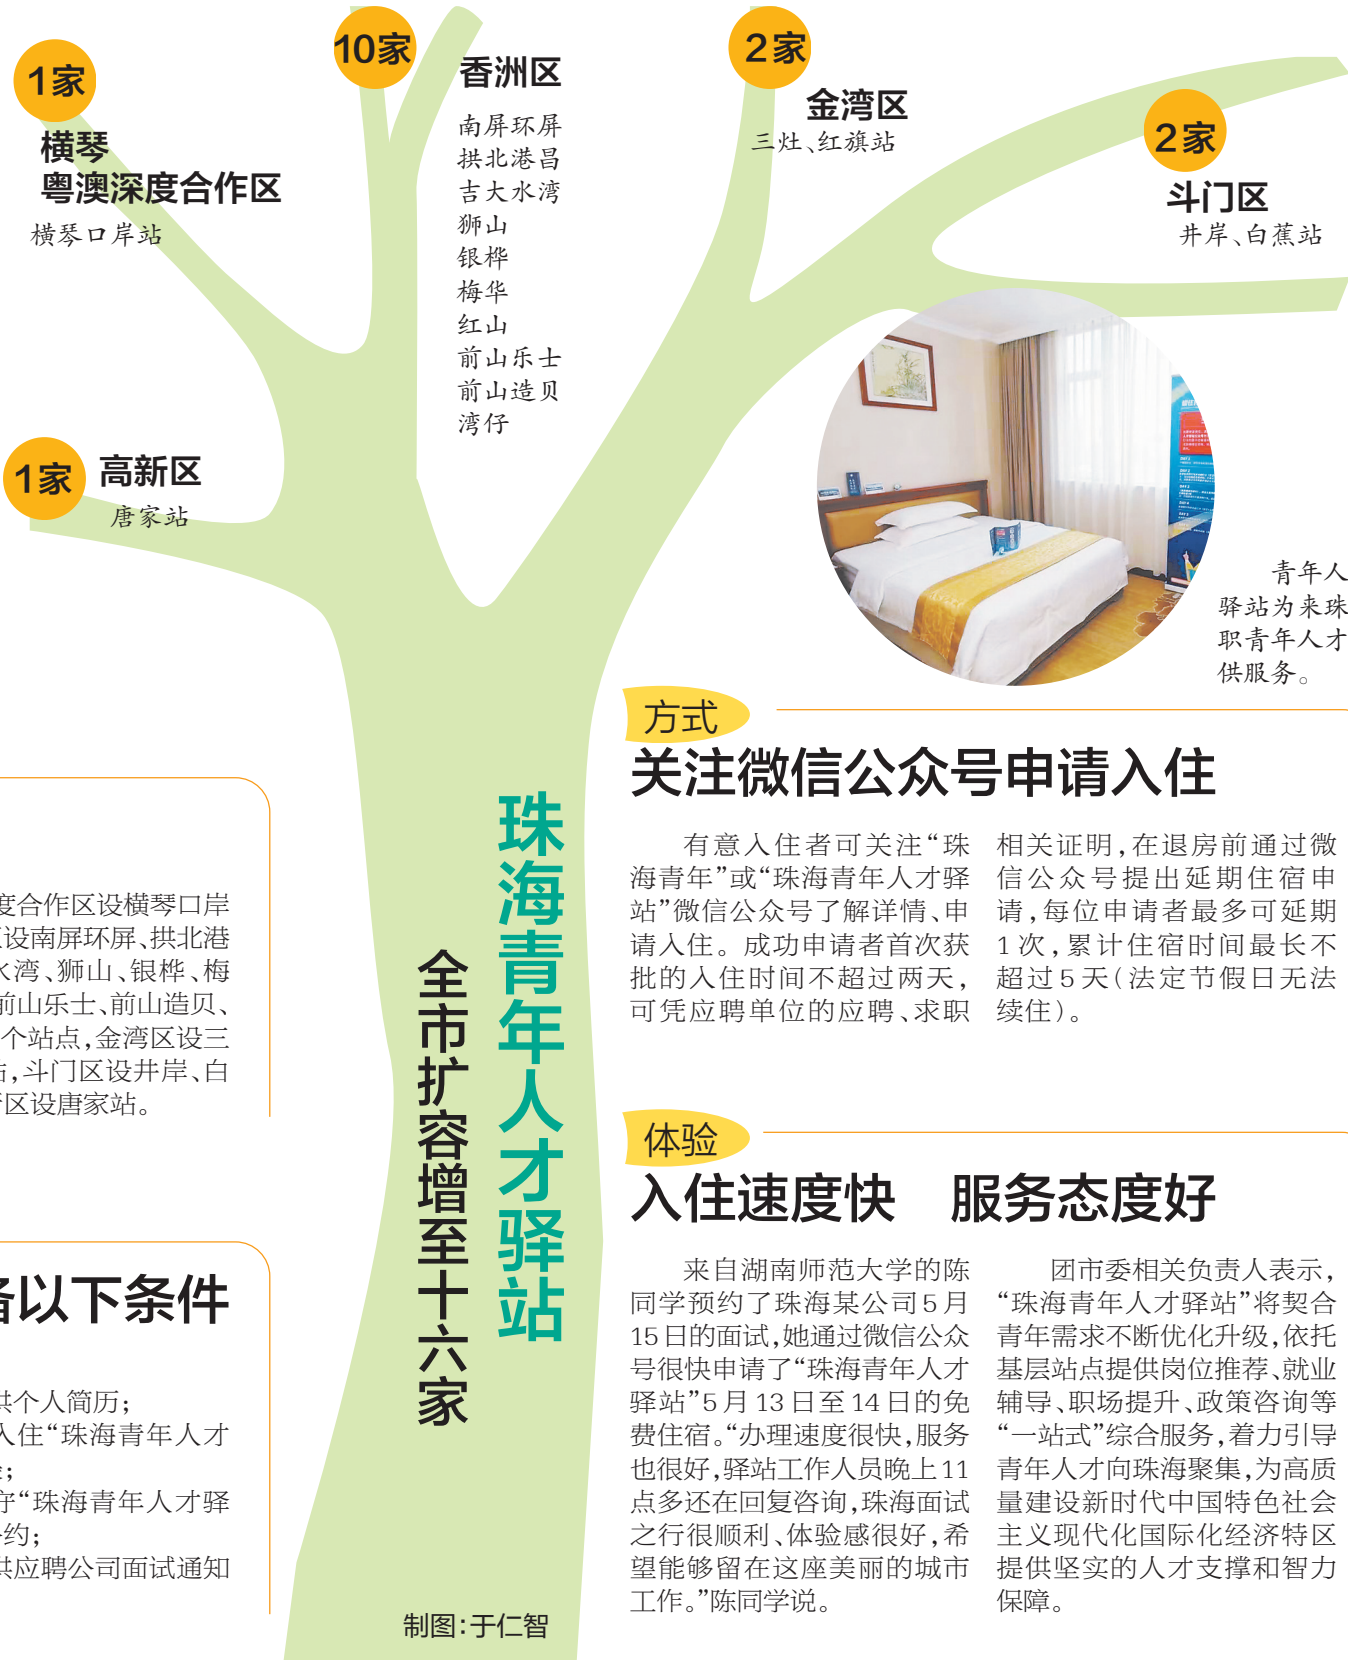 1家
横琴
粤澳深度合作区
横琴口岸站
10家
香洲区
南屏环屏
拱北港昌
吉大水湾
狮山
银桦
梅华
红山
前山乐士
前山造贝
湾仔
2家
金湾区
三灶、红旗站
2家
斗门区
井岸、白蕉站
1家
高新区
唐家站
青年人
驿站为来珠
职青年人才
供服务。
珠海青年人才驿站
全市扩容增至十六家
制图:于仁智
度合作区设横琴口岸
设南屏环屏、拱北港
水湾、狮山、银桦、梅
前山乐士、前山造贝、
个站点,金湾区设三
站,斗门区设井岸、白
新区设唐家站。
备以下条件
供个人简历;
入住“珠海青年人才
守“珠海青年人才驿
约;
供应聘公司面试通知
方式
关注微信公众号申请入住
有意入住者可关注“珠
海青年”或“珠海青年人才驿
站”微信公众号了解详情、申
请入住。成功申请者首次获
批的入住时间不超过两天,
可凭应聘单位的应聘、求职
相关证明,在退房前通过微
信公众号提出延期住宿申
请,每位申请者最多可延期
1次,累计住宿时间最长不
超过5天(法定节假日无法
续住)。
体验
入住速度快　服务态度好
来自湖南师范大学的陈
同学预约了珠海某公司5月
15日的面试,她通过微信公众
号很快申请了“珠海青年人才
驿站”5月13日至14日的免
费住宿。“办理速度很快,服务
也很好,驿站工作人员晚上11
点多还在回复咨询,珠海面试
之行很顺利、体验感很好,希
望能够留在这座美丽的城市
工作。”陈同学说。
团市委相关负责人表示,
“珠海青年人才驿站”将契合
青年需求不断优化升级,依托
基层站点提供岗位推荐、就业
辅导、职场提升、政策咨询等
“一站式”综合服务,着力引导
青年人才向珠海聚集,为高质
量建设新时代中国特色社会
主义现代化国际化经济特区
提供坚实的人才支撑和智力
保障。